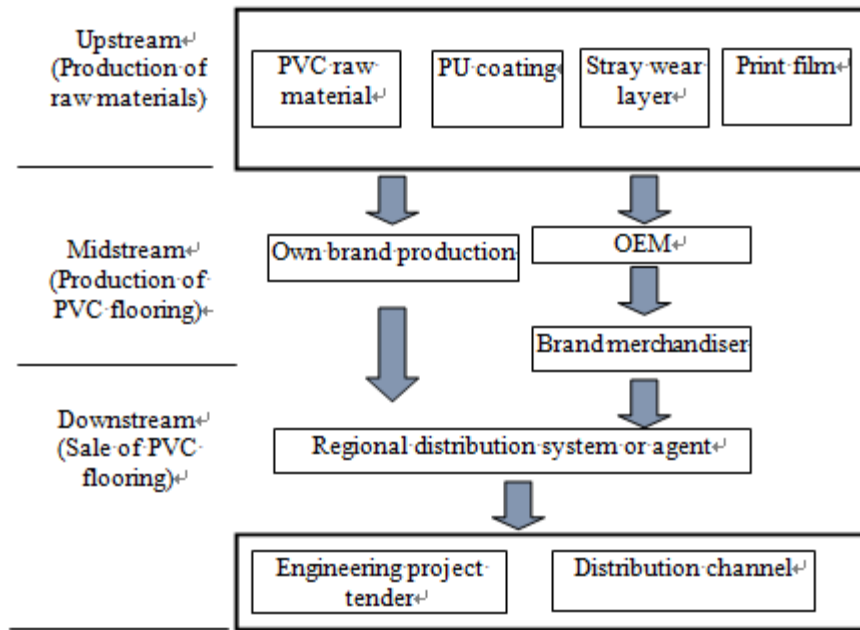 Upstream
(Production of
raw materials)
PVC raw
material
PU coating
Stray wear
layer
Print film
Midstream
(Production of
PVC flooring)
Own brand production
OEM
Brand merchandiser
Downstream
(Sale of PVC
flooring)
Regional distribution system or agent
Engineering project
tender
Distribution channel